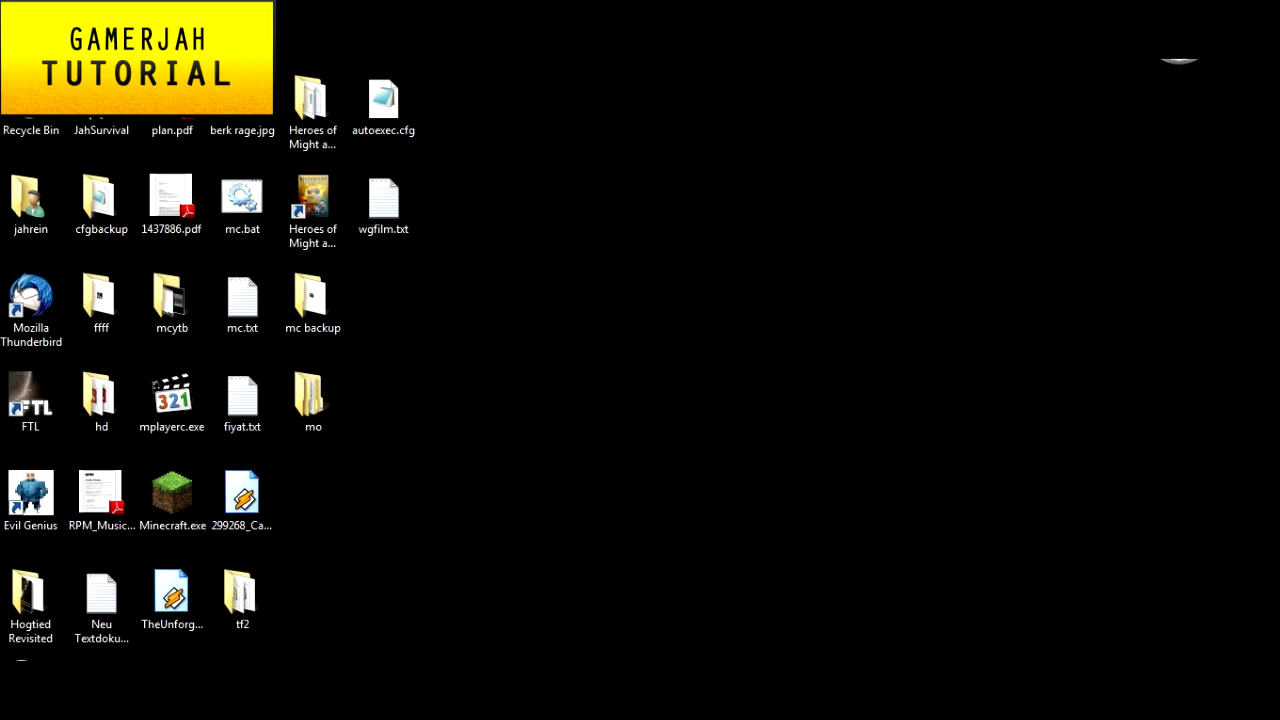 GAMERJAH
TUTORIAL
Recycle Bin
JahSurvival
plan.pdf
berk rage.jpg
Heroes of
Might a...
autoexec.cfg
jahrein
cfgbackup
1437886.pdf
mc.bat
Heroes of
Might a...
wgfilm.txt
Mozilla
Thunderbird
ffff
mcytb
mc.txt
mc backup
FTL
FTL
hd
321
mplayerc.exe
fiyat.txt
mo
Evil Genius
RPM_Music...
Minecraft.exe
299268_Ca...
Hogtied
Revisited
Neu
Textdoku...
TheUnforg...
tf2